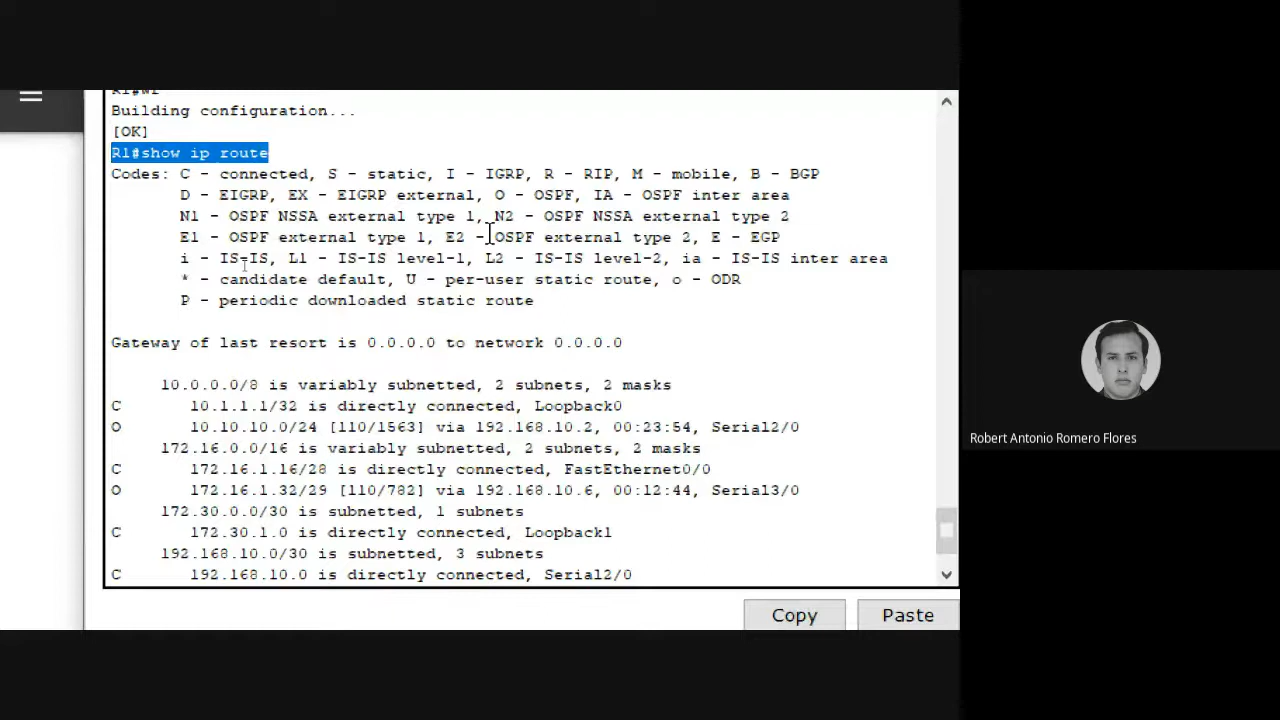 R1#wr
Building configuration...
[OK]
R1#show ip route
Codes: C - connected, S - static, I - IGRP, R - RIP, M - mobile, B - BGP
D - EIGRP, EX - EIGRP external, O - OSPF, IA - OSPF inter area
N1 - OSPF NSSA external type 1, N2 - OSPF NSSA external type 2
E1 - OSPF external type 1, E2 - OSPF external type 2, E - EGP
i - IS-IS, L1 - IS-IS level-1, L2 - IS-IS level-2, ia - IS-IS inter area
* - candidate default, U - per-user static route, o - ODR
P - periodic downloaded static route
Gateway of last resort is 0.0.0.0 to network 0.0.0.0
10.0.0.0/8 is variably subnetted, 2 subnets, 2 masks
C 10.1.1.1/32 is directly connected, Loopback0
O 10.10.10.0/24 [110/1563] via 192.168.10.2, 00:23:54, Serial2/0
172.16.0.0/16 is variably subnetted, 2 subnets, 2 masks
C 172.16.1.16/28 is directly connected, FastEthernet0/0
O 172.16.1.32/29 [110/782] via 192.168.10.6, 00:12:44, Serial3/0
172.30.0.0/30 is subnetted, 1 subnets
C 172.30.1.0 is directly connected, Loopback1
192.168.10.0/30 is subnetted, 3 subnets
C 192.168.10.0 is directly connected, Serial2/0
Copy Paste
Robert Antonio Romero Flores